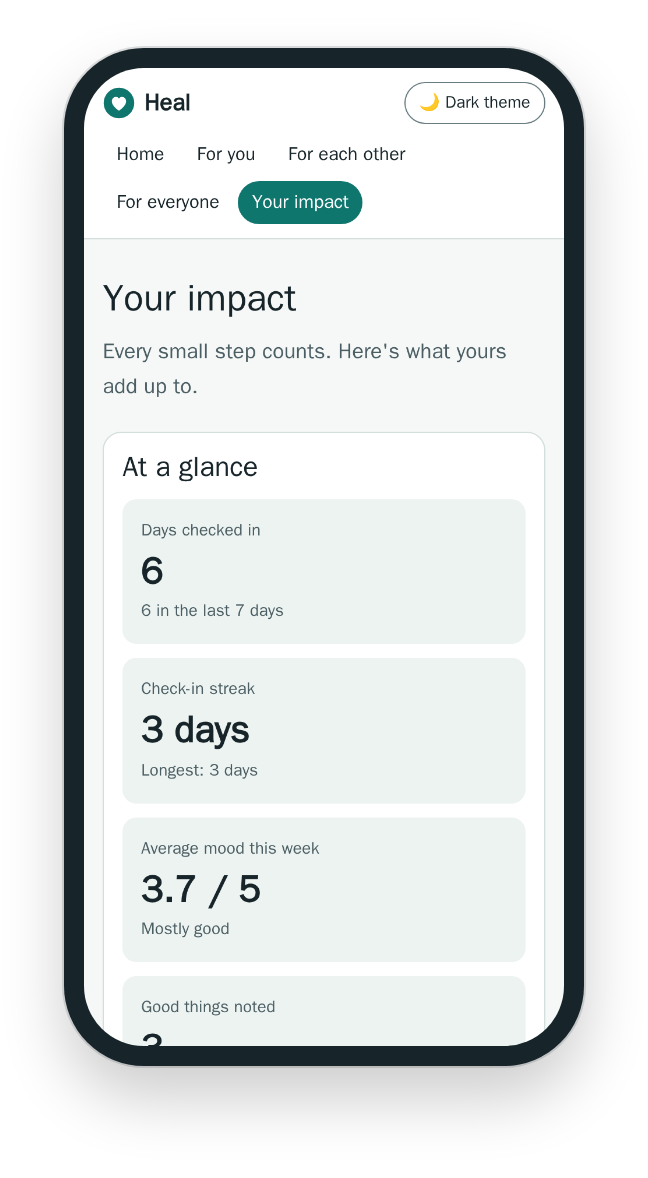 Heal
🌙 Dark theme
Home For you For each other
For everyone Your impact
Your impact
Every small step counts. Here's what yours
add up to.
At a glance
Days checked in
6
6 in the last 7 days
Check-in streak
3 days
Longest: 3 days
Average mood this week
3.7 / 5
Mostly good
Good things noted